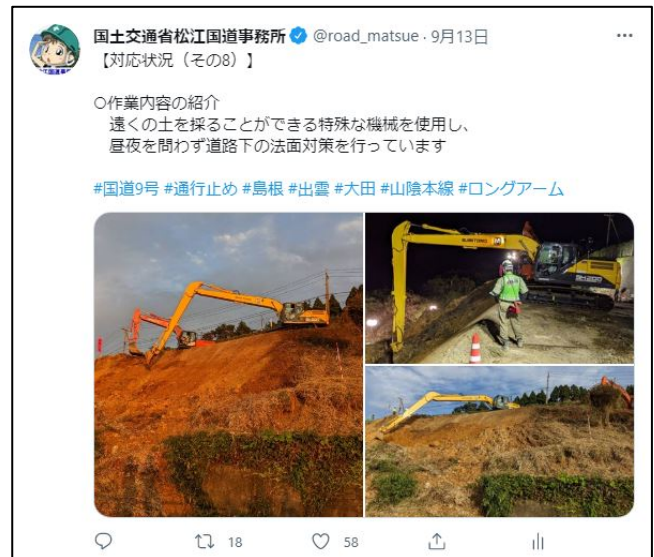 国土交通省松江国道事務所 @road_matsue · 9月13日
【対応状況（その8）】
○作業内容の紹介
遠くの土を採ることができる特殊な機械を使用し、
昼夜を問わず道路下の法面対策を行っています
#国道9号 #通行止め #島根 #出雲 #大田 #山陰本線 #ロングアーム
SUMITOMO
SH200
18
58